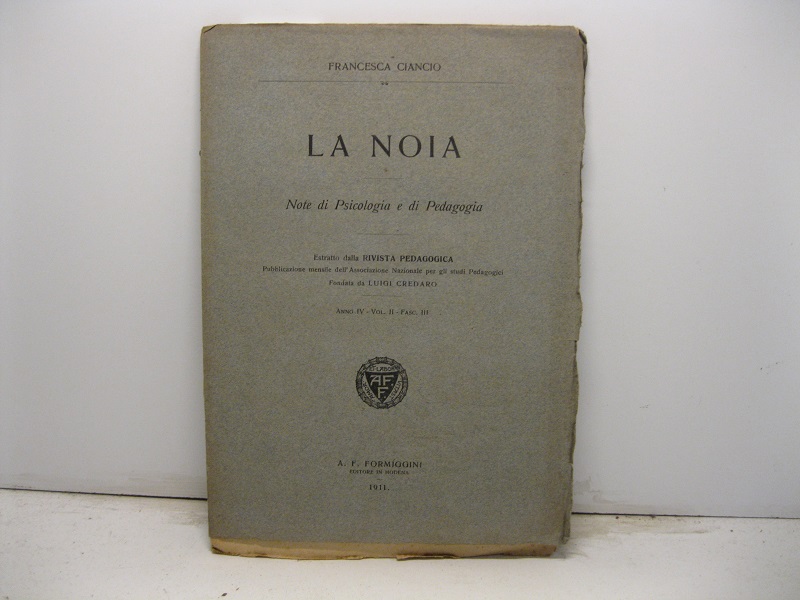 FRANCESCA CIANCIO
LA NOIA
Note di Psicologia e di Pedagogia
Estratto dalla RIVISTA PEDAGOGICA
Pubblicazione mensile dell'Associazione Nazionale per gli studi Pedagogici
Fondata da LUIGI CREDARO
ANNO IV - VOL. II - FASC. III
A. F.
F
A. F. FORMIGGINI
EDITORE IN MODENA
1911.